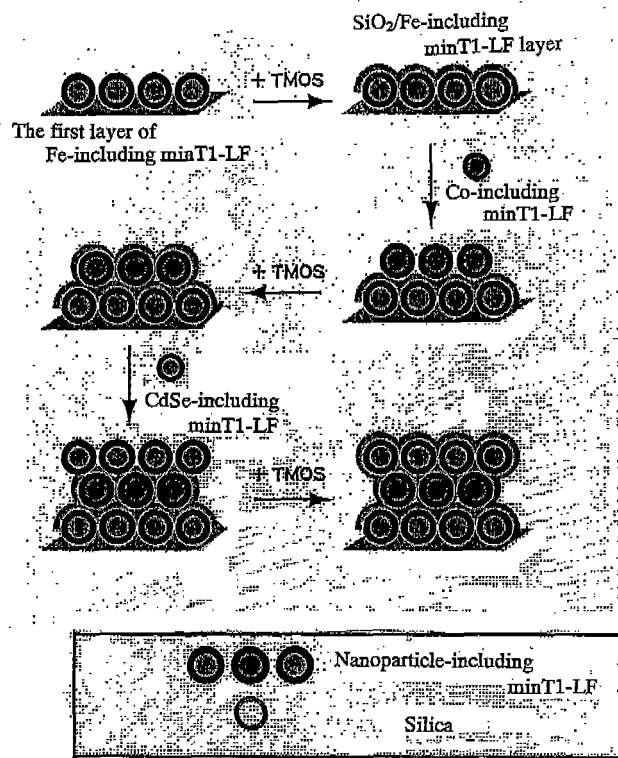 SiO₂/Fe-including
minT1-LF layer
+ TMOS
The first layer of
Fe-including minT1-LF
Co-including
minT1-LF
+ TMOS
CdSe-including
minT1-LF
+ TMOS
Nanoparticle-including
minT1-LF
Silica